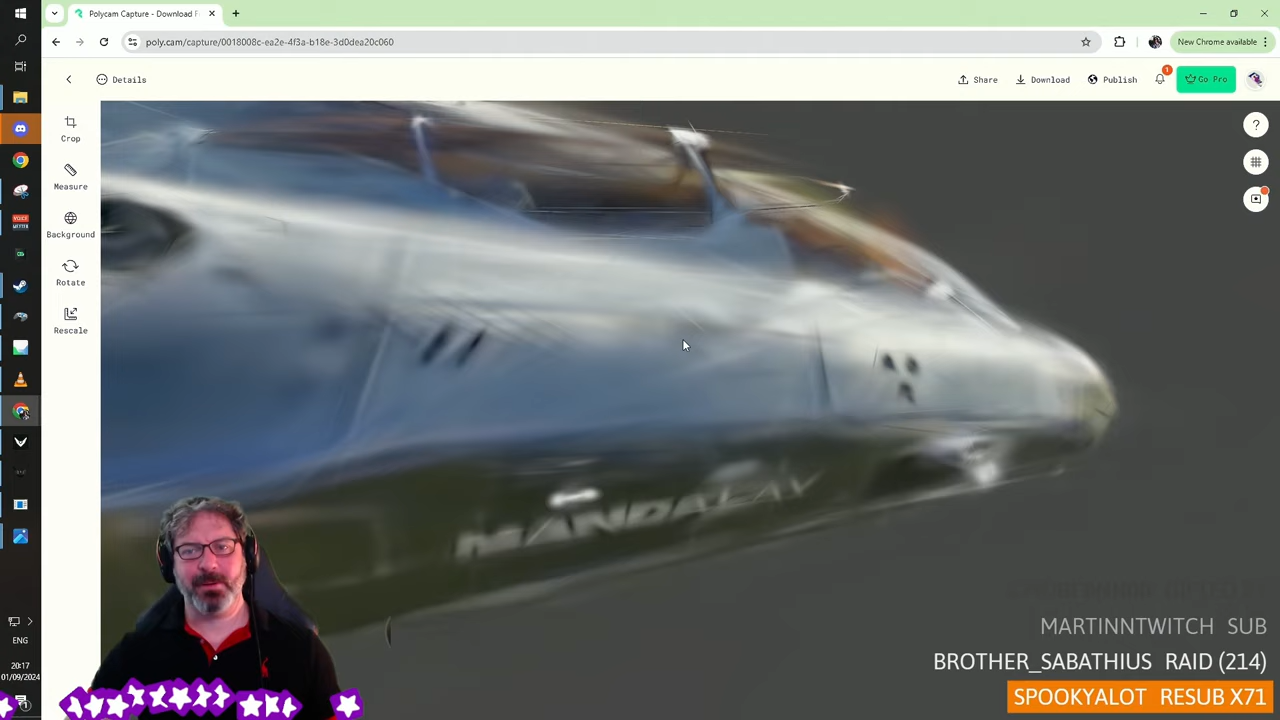 Polycam Capture - Download F
poly.cam/capture/0018008c-ea2e-4f3a-b18e-3d0dea20c060
New Chrome available
Details
Share
Download
Publish
1
Go Pro
Crop
Measure
Background
Rotate
Rescale
?
MANDALAY
ENG
20:17
01/09/2024
MARTINNTWITCH SUB
BROTHER_SABATHIUS RAID (214)
SPOOKYALOT RESUB X71